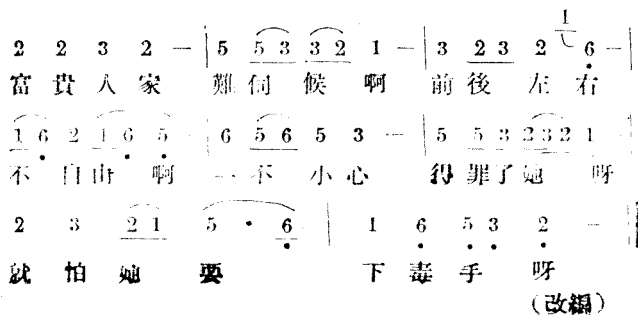 2 2 3 2 — | 5 5 3 3 2 1 — | 3 2 3 2 1 6 — |
富貴人家 難伺候啊 前後左右
1 6 2 1 6 5 — | 6 5 6 5 3 — | 5 5 3 2 3 2 1 — |
不自由啊 一不小心 得罪了她呀
2 3 2 1 5 · 6 | 1 6 5 3 2 —
就怕她要 下毒手呀
(改編)